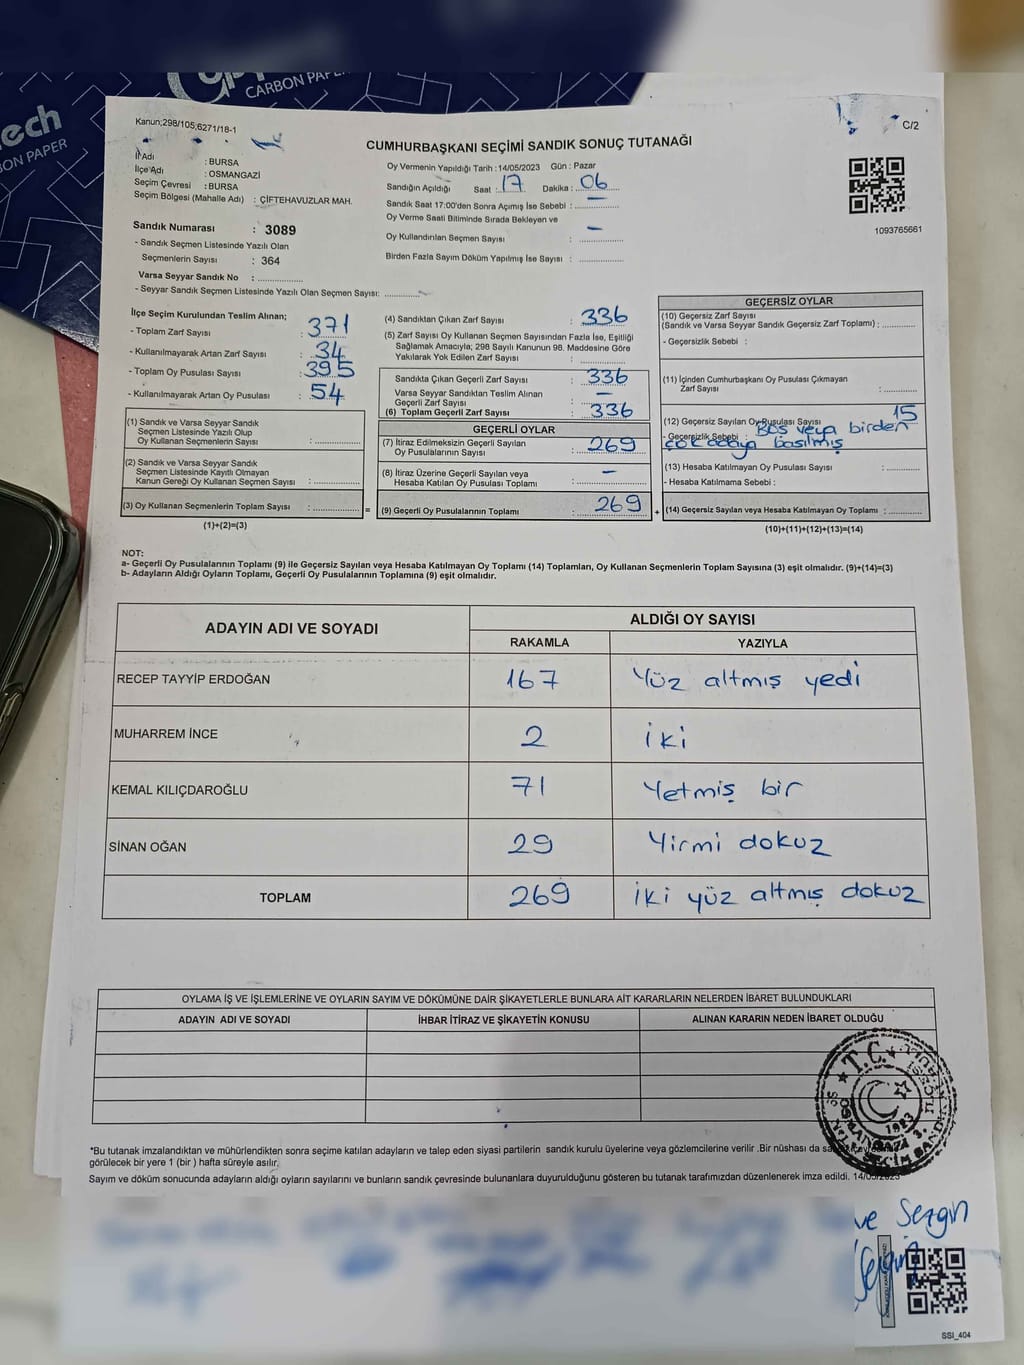 CARBON PAPER
ech
ON PAPER
Kanun;298/105,6271/18-1
C/2
CUMHURBAŞKANI SEÇİMİ SANDIK SONUÇ TUTANAĞI
İl Adı : BURSA
İlçe Adı : OSMANGAZİ
Seçim Çevresi : BURSA
Seçim Bölgesi (Mahalle Adı) : ÇİFTEHAVUZLAR MAH.
Sandık Numarası : 3089
- Sandık Seçmen Listesinde Yazılı Olan
Seçmenlerin Sayısı : 364
Varsa Seyyar Sandık No : ............
- Seyyar Sandık Seçmen Listesinde Yazılı Olan Seçmen Sayısı: ............
Oy Vermenin Yapıldığı Tarih : 14/05/2023 Gün : Pazar
Sandığın Açıldığı Saat : 17 Dakika : 06
Sandık Saat 17:00'den Sonra Açımış İse Sebebi : —
Oy Verme Saati Bitiminde Sırada Bekleyen ve
Oy Kullandırılan Seçmen Sayısı : —
Birden Fazla Sayım Döküm Yapılmış İse Sayısı : ............
1093765661
İlçe Seçim Kurulundan Teslim Alınan;
- Toplam Zarf Sayısı : 371
- Kullanılmayarak Artan Zarf Sayısı : 34
- Toplam Oy Pusulası Sayısı : 395
- Kullanılmayarak Artan Oy Pusulası : 54
(1) Sandık ve Varsa Seyyar Sandık
Seçmen Listesinde Yazılı Olup
Oy Kullanan Seçmenlerin Sayısı : ............
(2) Sandık ve Varsa Seyyar Sandık
Seçmen Listesinde Kayıtlı Olmayan
Kanun Gereği Oy Kullanan Seçmen Sayısı : ............
(3) Oy Kullanan Seçmenlerin Toplam Sayısı : ............
(1)+(2)=(3)
=
(4) Sandıktan Çıkan Zarf Sayısı : 336
(5) Zarf Sayısı Oy Kullanan Seçmen Sayısından Fazla İse, Eşitliği
Sağlamak Amacıyla; 298 Sayılı Kanunun 98. Maddesine Göre
Yakılarak Yok Edilen Zarf Sayısı : ............
Sandıkta Çıkan Geçerli Zarf Sayısı : 336
Varsa Seyyar Sandıktan Teslim Alınan
Geçerli Zarf Sayısı : —
(6) Toplam Geçerli Zarf Sayısı : 336
GEÇERLİ OYLAR
(7) İtiraz Edilmeksizin Geçerli Sayılan
Oy Pusulalarının Sayısı : 269
(8) İtiraz Üzerine Geçerli Sayılan veya
Hesaba Katılan Oy Pusulası Toplamı : —
(9) Geçerli Oy Pusulalarının Toplamı : 269
+
GEÇERSİZ OYLAR
(10) Geçersiz Zarf Sayısı
(Sandık ve Varsa Seyyar Sandık Geçersiz Zarf Toplamı) : ............
- Geçersizlik Sebebi :
(11) İçinden Cumhurbaşkanı Oy Pusulası Çıkmayan
Zarf Sayısı : ............
(12) Geçersiz Sayılan Oy Pusulası Sayısı 15
- Geçersizlik Sebebi : Boş veya birden
çok adaya basılmış
(13) Hesaba Katılmayan Oy Pusulası Sayısı : ............
- Hesaba Katılmama Sebebi :
(14) Geçersiz Sayılan veya Hesaba Katılmayan Oy Toplamı : ............
(10)+(11)+(12)+(13)=(14)
NOT:
a- Geçerli Oy Pusulalarının Toplamı (9) ile Geçersiz Sayılan veya Hesaba Katılmayan Oy Toplamı (14) Toplamları, Oy Kullanan Seçmenlerin Toplam Sayısına (3) eşit olmalıdır. (9)+(14)=(3)
b- Adayların Aldığı Oyların Toplamı, Geçerli Oy Pusulalarının Toplamına (9) eşit olmalıdır.
ADAYIN ADI VE SOYADI
ALDIĞI OY SAYISI
RAKAMLA YAZIYLA
RECEP TAYYİP ERDOĞAN 167 Yüz altmış yedi
MUHARREM İNCE 2 iki
KEMAL KILIÇDAROĞLU 71 Yetmiş bir
SİNAN OĞAN 29 Yirmi dokuz
TOPLAM 269 iki yüz altmış dokuz
OYLAMA İŞ VE İŞLEMLERİNE VE OYLARIN SAYIM VE DÖKÜMÜNE DAİR ŞİKAYETLERLE BUNLARA AİT KARARLARIN NELERDEN İBARET BULUNDUKLARI
ADAYIN ADI VE SOYADI İHBAR İTİRAZ VE ŞİKAYETİN KONUSU ALINAN KARARIN NEDEN İBARET OLDUĞU
T.C.
1923
*Bu tutanak imzalandıktan ve mühürlendikten sonra seçime katılan adayların ve talep eden siyasi partilerin sandık kurulu üyelerine veya gözlemcilerine verilir .Bir nüshası da
görülecek bir yere 1 (bir ) hafta süreyle asılır.
Sayım ve döküm sonucunda adayların aldığı oyların sayılarını ve bunların sandık çevresinde bulunanlara duyurulduğunu gösteren bu tutanak tarafımızdan düzenlenerek imza edildi. 14/05/2023
ve Sezgin
SSI_404